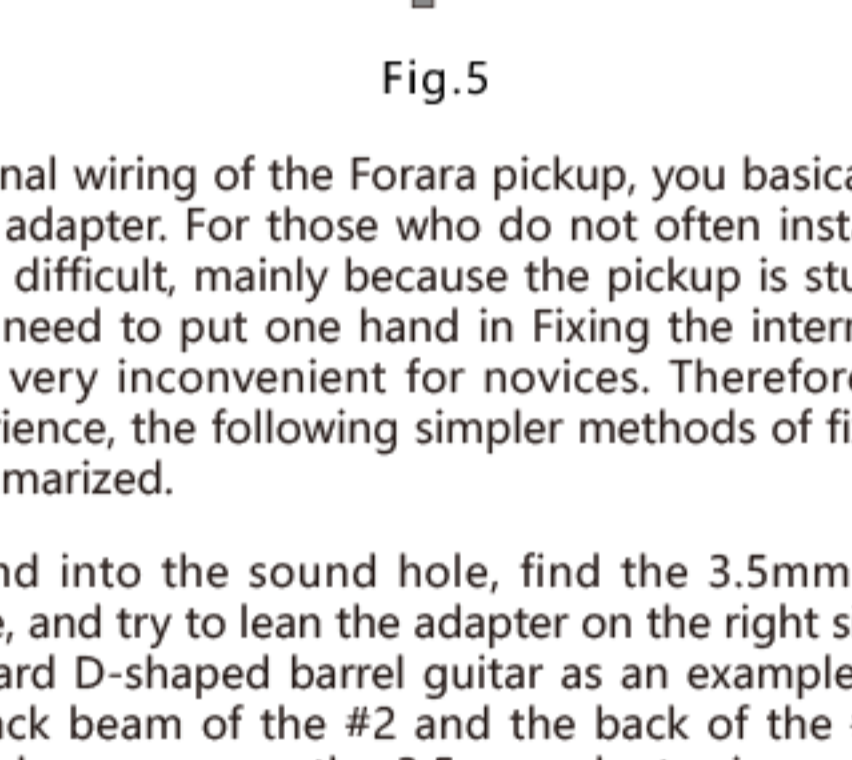 Fig.5
nal wiring of the Forara pickup, you basica
adapter. For those who do not often inst
difficult, mainly because the pickup is stu
need to put one hand in Fixing the intern
very inconvenient for novices. Therefore
ience, the following simpler methods of fi
marized.
nd into the sound hole, find the 3.5mm
, and try to lean the adapter on the right s
ard D-shaped barrel guitar as an example
ck beam of the #2 and the back of the